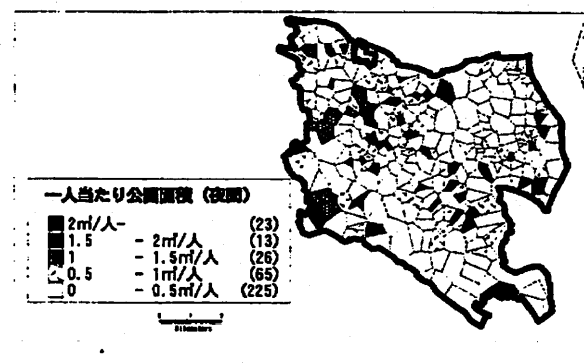 一人当たり公園面積（夜間）
2㎡/人- (23)
1.5 - 2㎡/人 (13)
1 - 1.5㎡/人 (26)
0.5 - 1㎡/人 (65)
0 - 0.5㎡/人 (225)
Kilometers